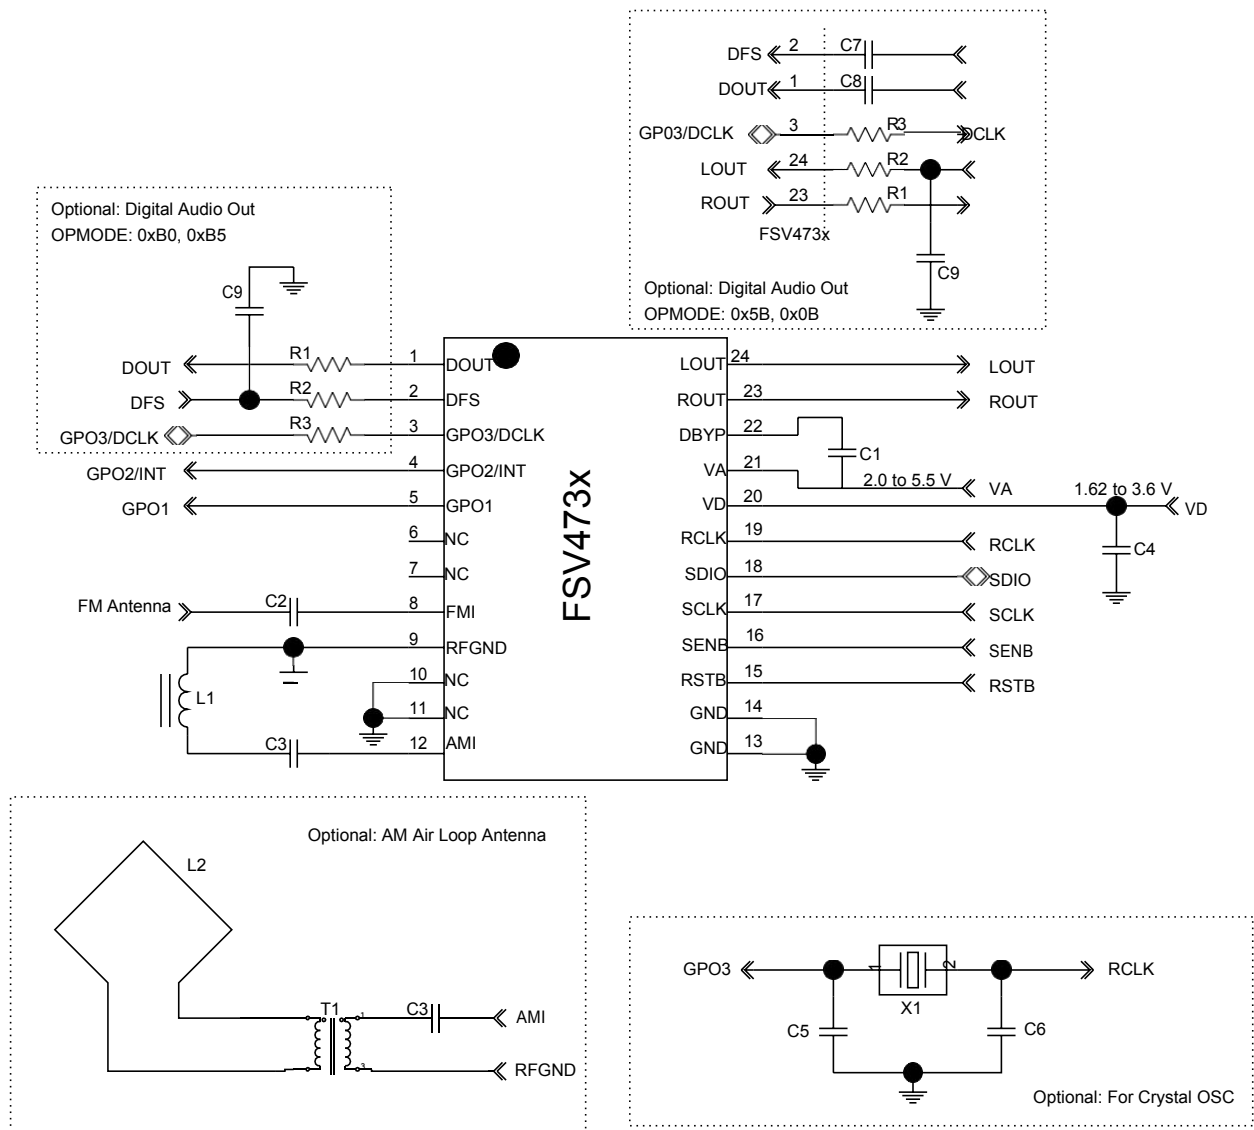 DFS 2 C7
DOUT 1 C8
GP03/DCLK 3 R3 DCLK
LOUT 24 R2
ROUT 23 R1
FSV473x
C9
Optional: Digital Audio Out
OPMODE: 0x5B, 0x0B
Optional: Digital Audio Out
OPMODE: 0xB0, 0xB5
C9
DOUT R1 1 DOUT
DFS R2 2 DFS
GPO3/DCLK R3 3 GPO3/DCLK
GPO2/INT 4 GPO2/INT
GPO1 5 GPO1
6 NC
7 NC
FM Antenna C2 8 FMI
9 RFGND
10 NC
L1
11 NC
C3 12 AMI
FSV473x
LOUT 24 LOUT
ROUT 23 ROUT
DBYP 22 C1
VA 21 2.0 to 5.5 V VA
VD 20 1.62 to 3.6 V VD
C4
RCLK 19 RCLK
SDIO 18 SDIO
SCLK 17 SCLK
SENB 16 SENB
RSTB 15 RSTB
GND 14
GND 13
Optional: AM Air Loop Antenna
L2
T1 1 C3 AMI
3 RFGND
GPO3 1 2 RCLK
X1
C5 C6
Optional: For Crystal OSC